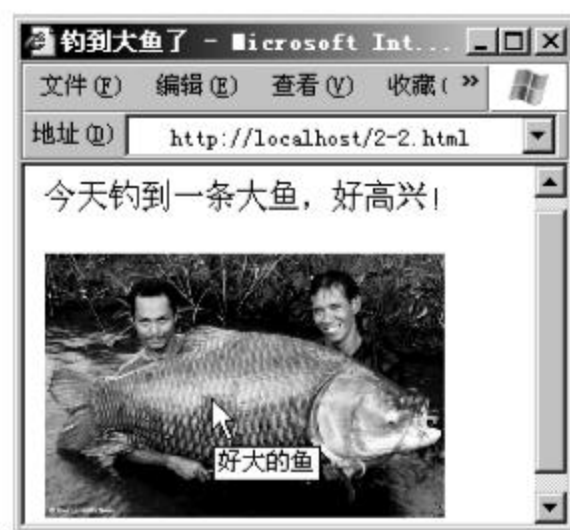 钓到大鱼了 - Microsoft Int...
文件(F) 编辑(E) 查看(V) 收藏( »
地址(D) http://localhost/2-2.html
今天钓到一条大鱼，好高兴!
好大的鱼